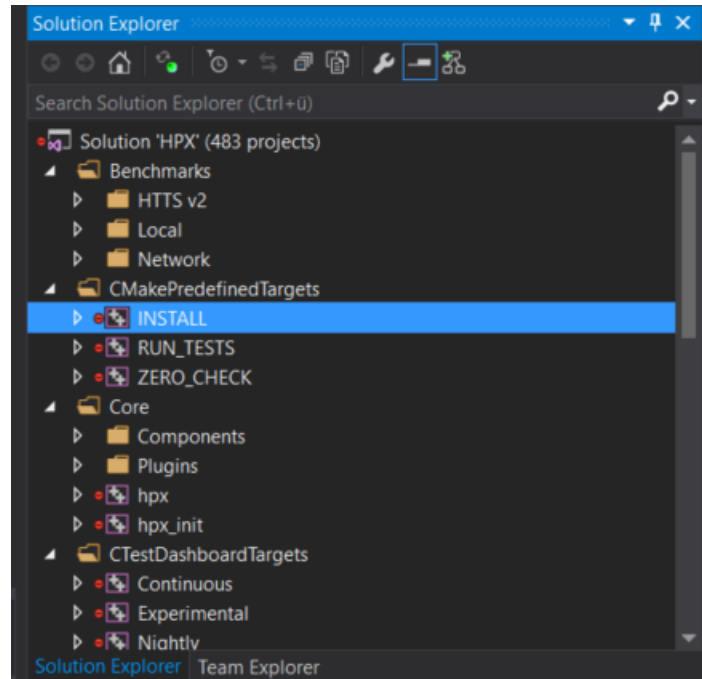 Solution Explorer
Search Solution Explorer (Ctrl+ü)
Solution 'HPX' (483 projects)
Benchmarks
HTTS v2
Local
Network
CMakePredefinedTargets
INSTALL
RUN_TESTS
ZERO_CHECK
Core
Components
Plugins
hpx
hpx_init
CTestDashboardTargets
Continuous
Experimental
Nightly
Solution Explorer Team Explorer